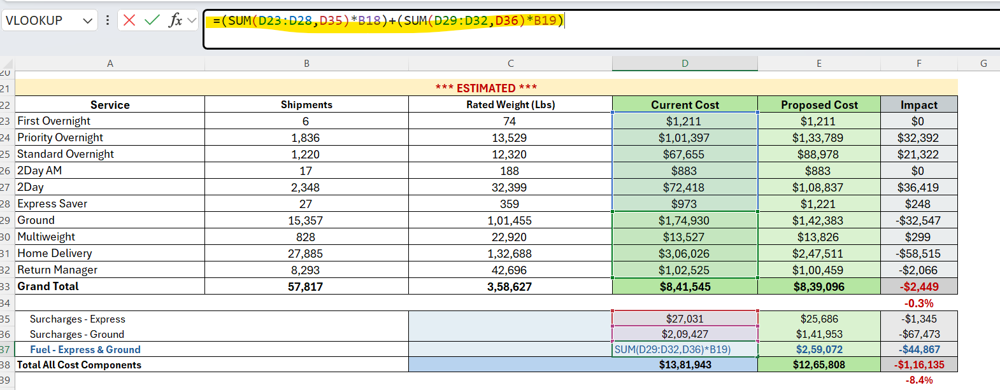 VLOOKUP fx =(SUM(D23:D28,D35)*B18)+(SUM(D29:D32,D36)*B19)
A B C D E F G
20
21 *** ESTIMATED ***
22 Service Shipments Rated Weight (Lbs) Current Cost Proposed Cost Impact
23 First Overnight 6 74 $1,211 $1,211 $0
24 Priority Overnight 1,836 13,529 $1,01,397 $1,33,789 $32,392
25 Standard Overnight 1,220 12,320 $67,655 $88,978 $21,322
26 2Day AM 17 188 $883 $883 $0
27 2Day 2,348 32,399 $72,418 $1,08,837 $36,419
28 Express Saver 27 359 $973 $1,221 $248
29 Ground 15,357 1,01,455 $1,74,930 $1,42,383 -$32,547
30 Multiweight 828 22,920 $13,527 $13,826 $299
31 Home Delivery 27,885 1,32,688 $3,06,026 $2,47,511 -$58,515
32 Return Manager 8,293 42,696 $1,02,525 $1,00,459 -$2,066
33 Grand Total 57,817 3,58,627 $8,41,545 $8,39,096 -$2,449
34 -0.3%
35 Surcharges - Express $27,031 $25,686 -$1,345
36 Surcharges - Ground $2,09,427 $1,41,953 -$67,473
37 Fuel - Express & Ground SUM(D29:D32,D36)*B19) $2,59,072 -$44,867
38 Total All Cost Components $13,81,943 $12,65,808 -$1,16,135
39 -8.4%